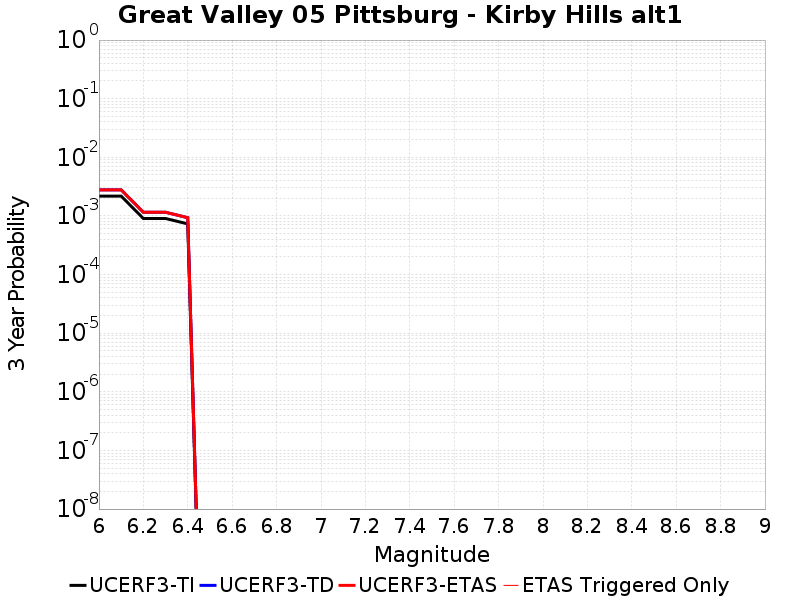 Great Valley 05 Pittsburg - Kirby Hills alt1
10^0
10^-1
10^-2
10^-3
10^-4
10^-5
10^-6
10^-7
10^-8
3 Year Probability
6 6.2 6.4 6.6 6.8 7 7.2 7.4 7.6 7.8 8 8.2 8.4 8.6 8.8 9
Magnitude
UCERF3-TI UCERF3-TD UCERF3-ETAS ETAS Triggered Only